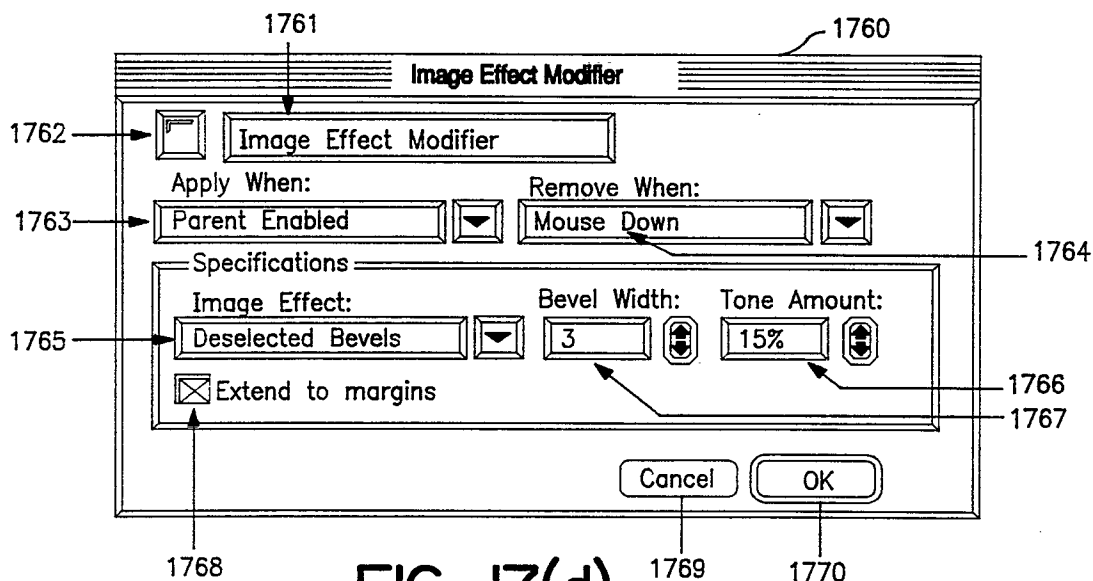 1761
1760
Image Effect Modifier
1762
Image Effect Modifier
Apply When:
Remove When:
1763
Parent Enabled
Mouse Down
1764
Specifications
Image Effect:
Bevel Width:
Tone Amount:
1765
Deselected Bevels
3
15%
1766
1767
Extend to margins
Cancel
OK
1768
FIG. 17(d)
1769
1770